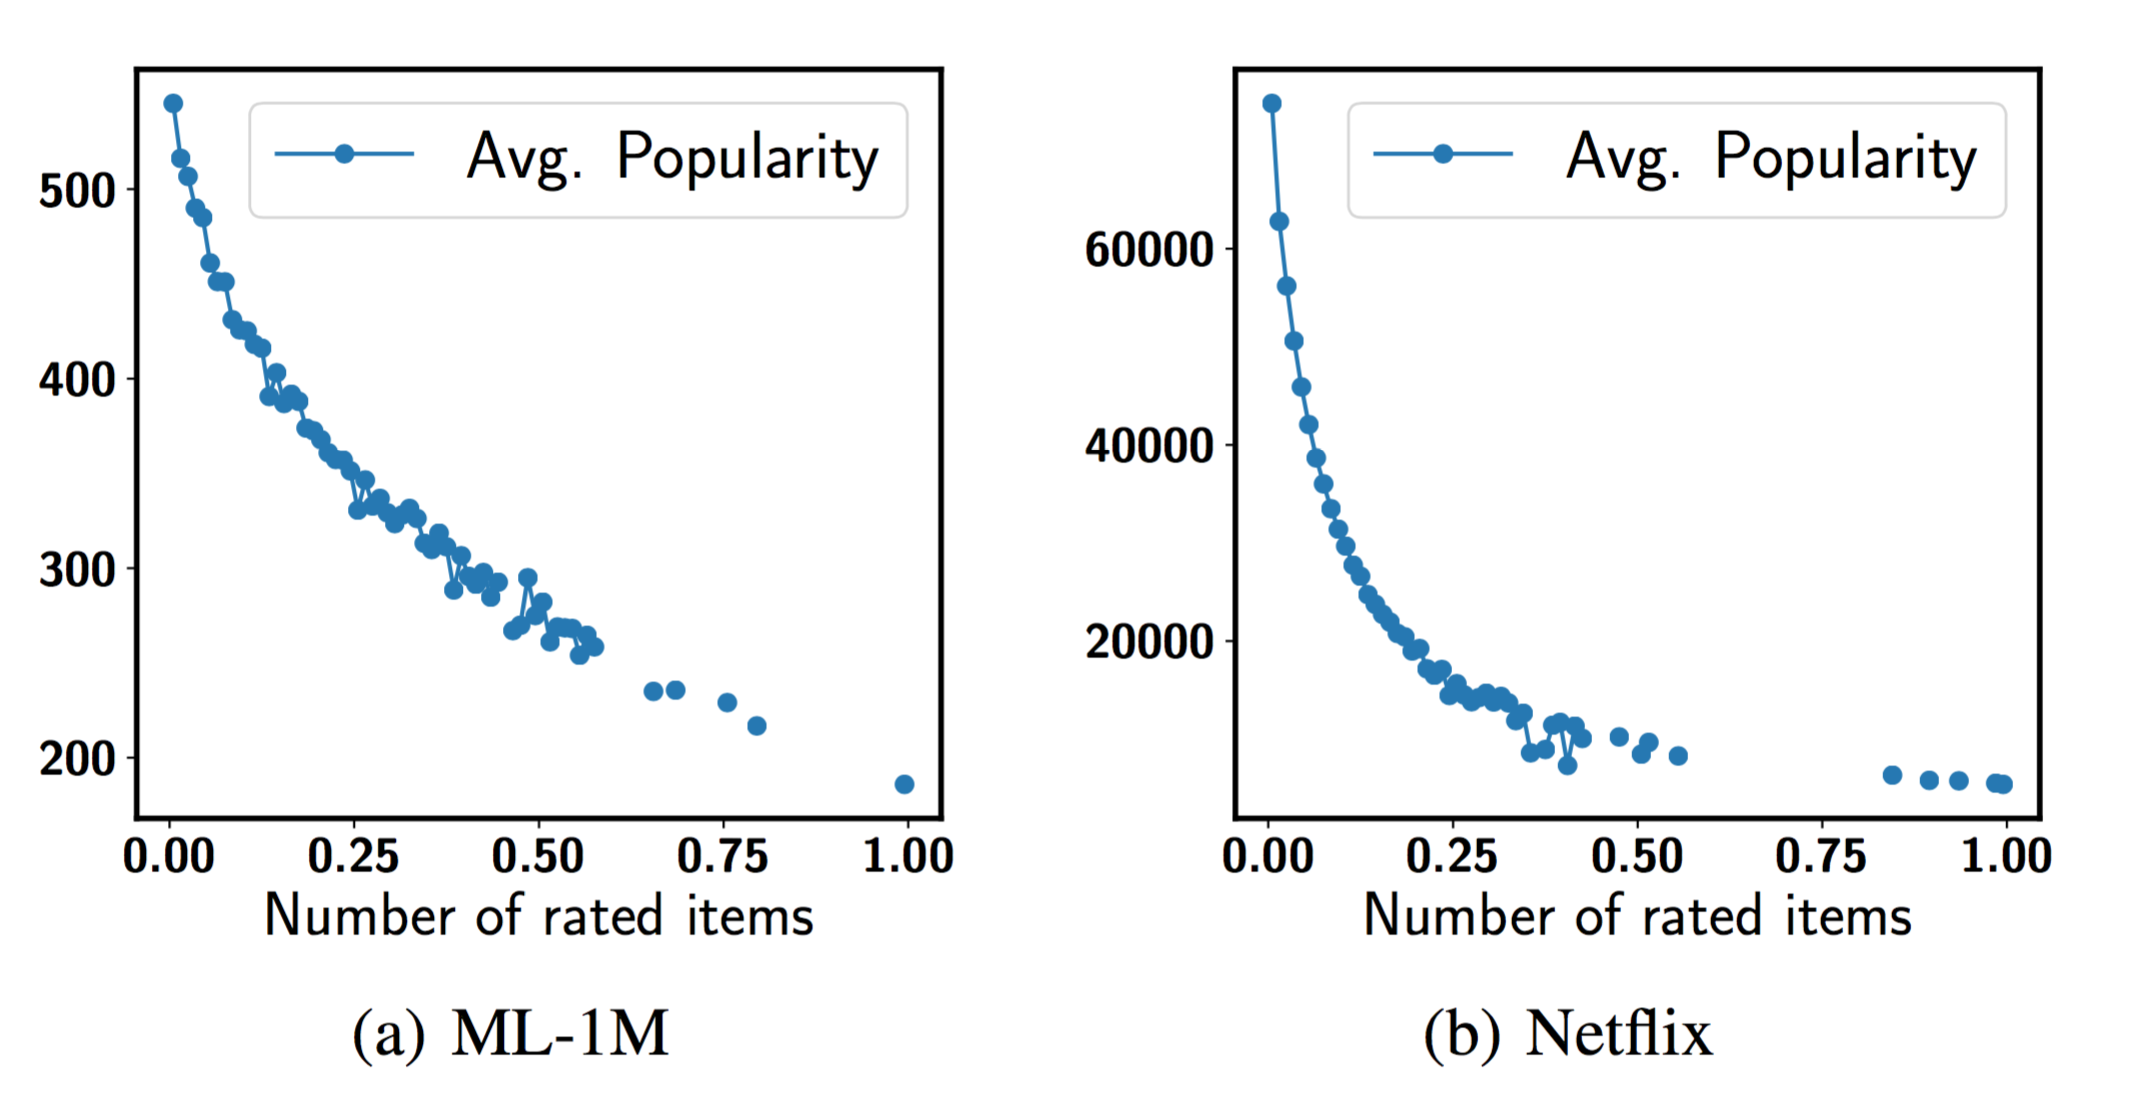 Avg. Popularity
500
400
300
200
0.00 0.25 0.50 0.75 1.00
Number of rated items
(a) ML-1M
Avg. Popularity
60000
40000
20000
0.00 0.25 0.50 0.75 1.00
Number of rated items
(b) Netflix